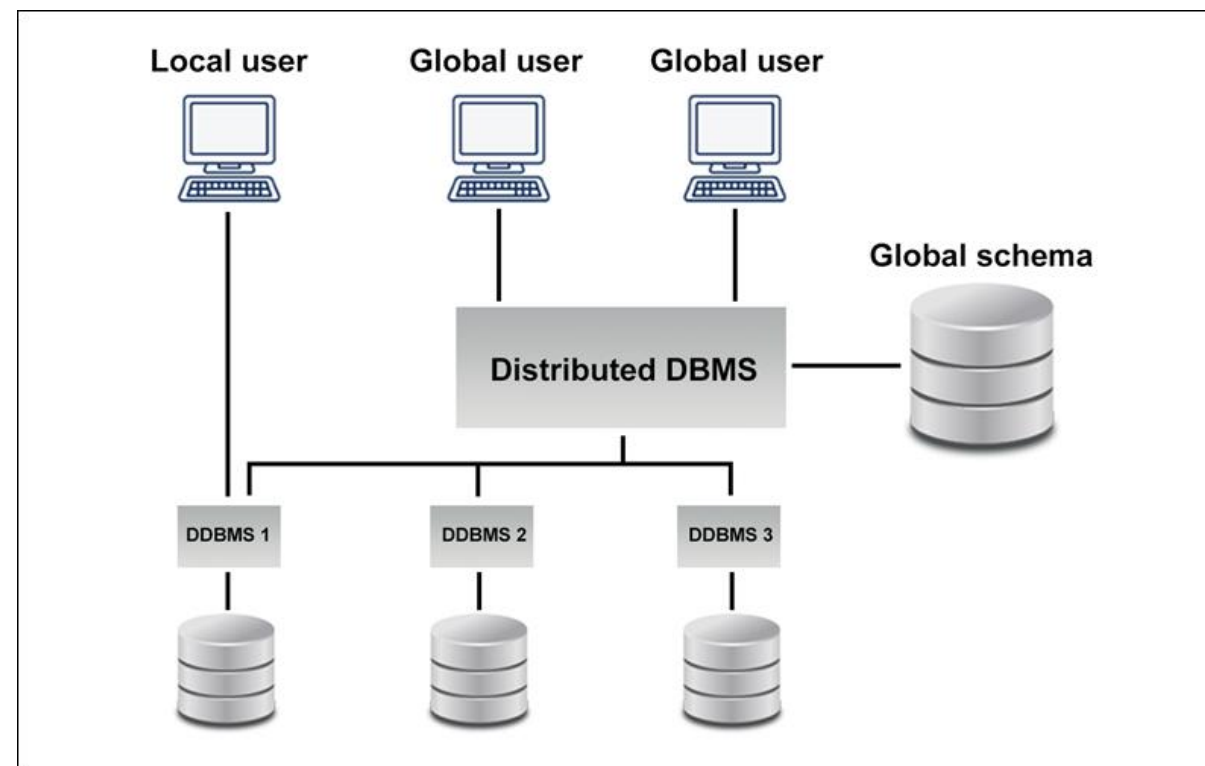 Local user
Global user
Global user
Global schema
Distributed DBMS
DDBMS 1
DDBMS 2
DDBMS 3